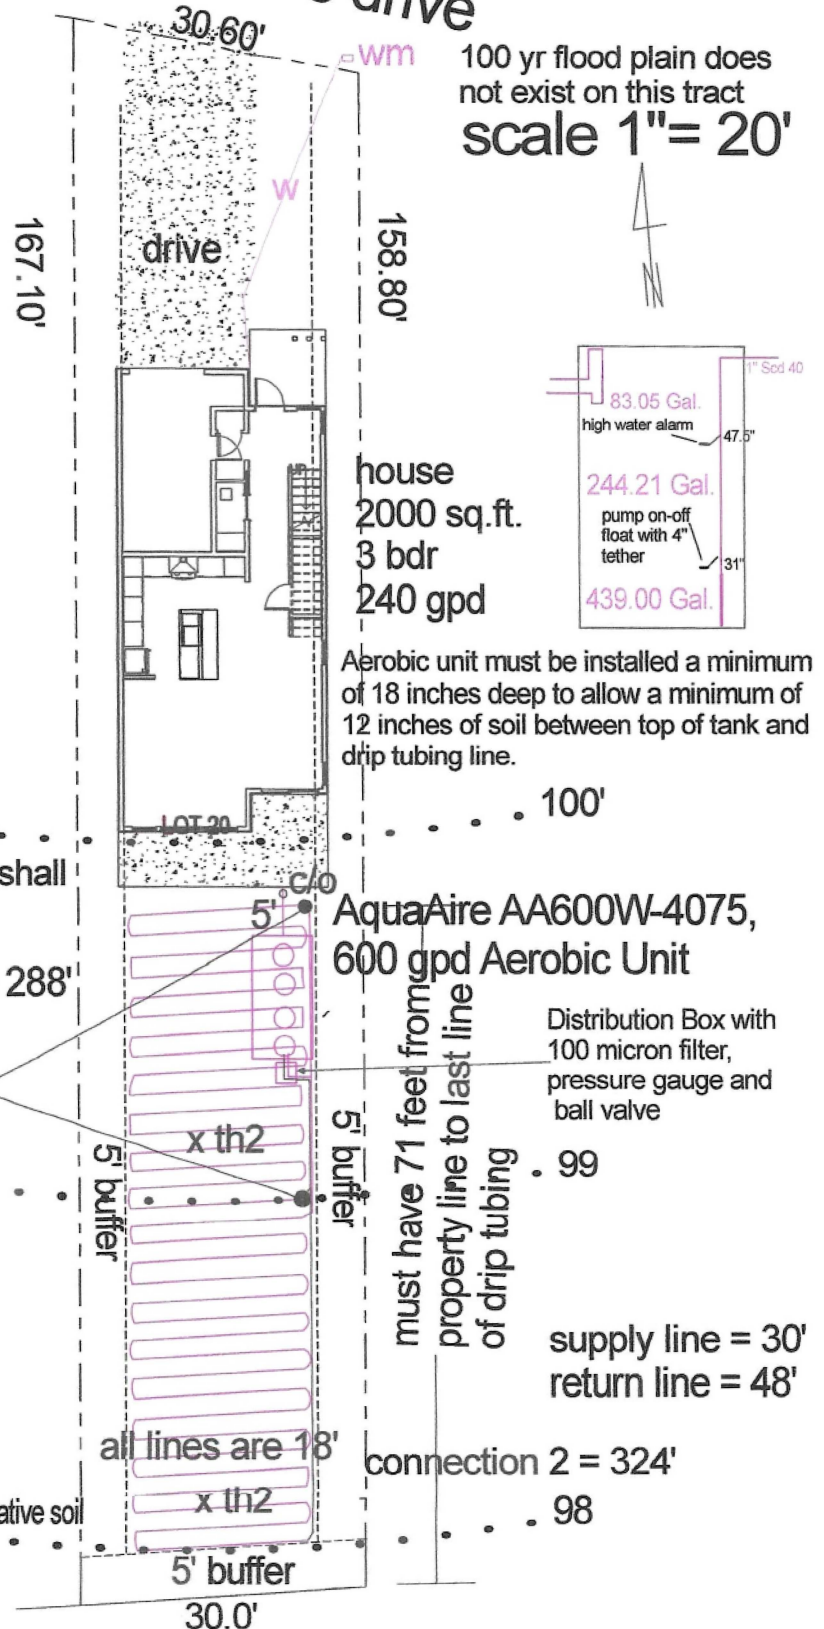 drive
30.60'
wm
100 yr flood plain does
not exist on this tract
scale 1"= 20'
w
drive
167.10'
158.80'
N
1" Scd 40
83.05 Gal.
high water alarm
47.5"
244.21 Gal.
pump on-off
float with 4"
tether
31"
439.00 Gal.
UP
house
2000 sq.ft.
3 bdr
240 gpd
Aerobic unit must be installed a minimum
of 18 inches deep to allow a minimum of
12 inches of soil between top of tank and
drip tubing line.
100'
LOT 20
shall
c/o
5'
AquaAire AA600W-4075,
600 gpd Aerobic Unit
288'
Distribution Box with
100 micron filter,
pressure gauge and
ball valve
must have 71 feet from
property line to last line
of drip tubing
x th2
5' buffer
5' buffer
99
supply line = 30'
return line = 48'
all lines are 18'
connection 2 = 324'
x th2
ative soil
98
5' buffer
30.0'